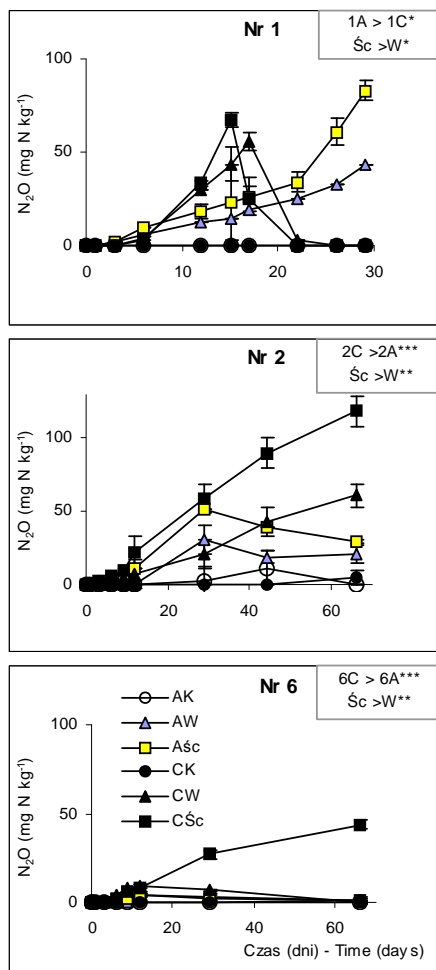 Nr 1
1A > 1C*
Śc >W*
N₂O (mg N kg⁻¹)
100
50
0
0 10 20 30
Nr 2
2C >2A***
Śc >W**
N₂O (mg N kg⁻¹)
100
50
0
0 20 40 60
Nr 6
6C > 6A***
Śc >W**
N₂O (mg N kg⁻¹)
100
50
0
AK
AW
Aśc
CK
CW
CŚc
0 20 40 60
Czas (dni) - Time (days)